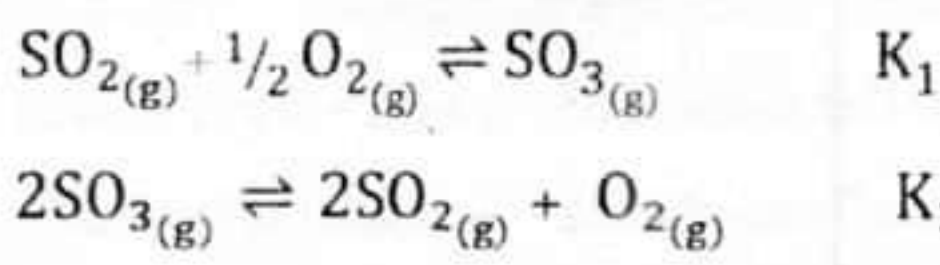 SO₂(g) + ¹/₂ O₂(g) ⇌ SO₃(g) K₁
2SO₃(g) ⇌ 2SO₂(g) + O₂(g) K